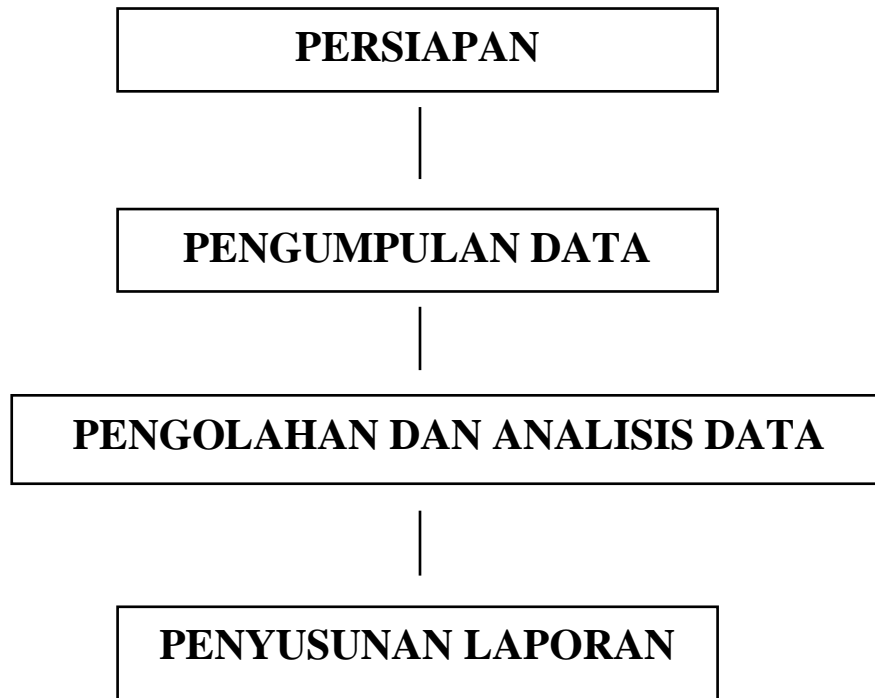 PERSIAPAN
PENGUMPULAN DATA
PENGOLAHAN DAN ANALISIS DATA
PENYUSUNAN LAPORAN